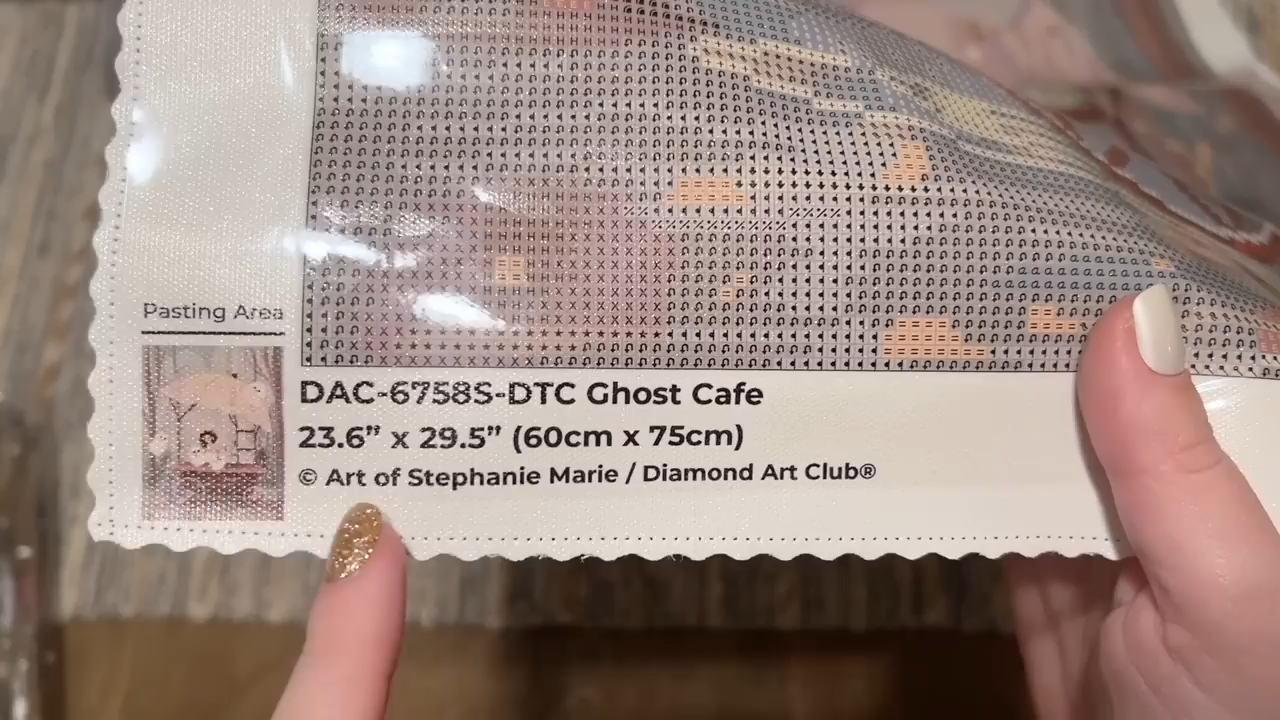 Pasting Area
DAC-6758S-DTC Ghost Cafe
23.6” x 29.5” (60cm x 75cm)
© Art of Stephanie Marie / Diamond Art Club®